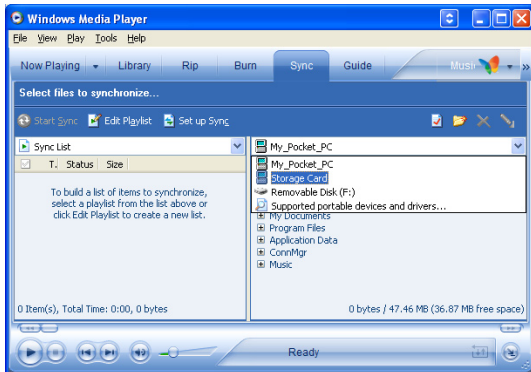 Windows Media Player
File View Play Tools Help
Now Playing Library Rip Burn Sync Guide Music
Select files to synchronize...
Start Sync Edit Playlist Set up Sync
Sync List
T. Status Size
To build a list of items to synchronize,
select a playlist from the list above or
click Edit Playlist to create a new list.
0 Item(s), Total Time: 0:00, 0 bytes
My_Pocket_PC
My_Pocket_PC
Storage Card
Removable Disk (F:)
Supported portable devices and drivers...
My Documents
Program Files
Application Data
ConnMgr
Music
0 bytes / 47.46 MB (36.87 MB free space)
Ready